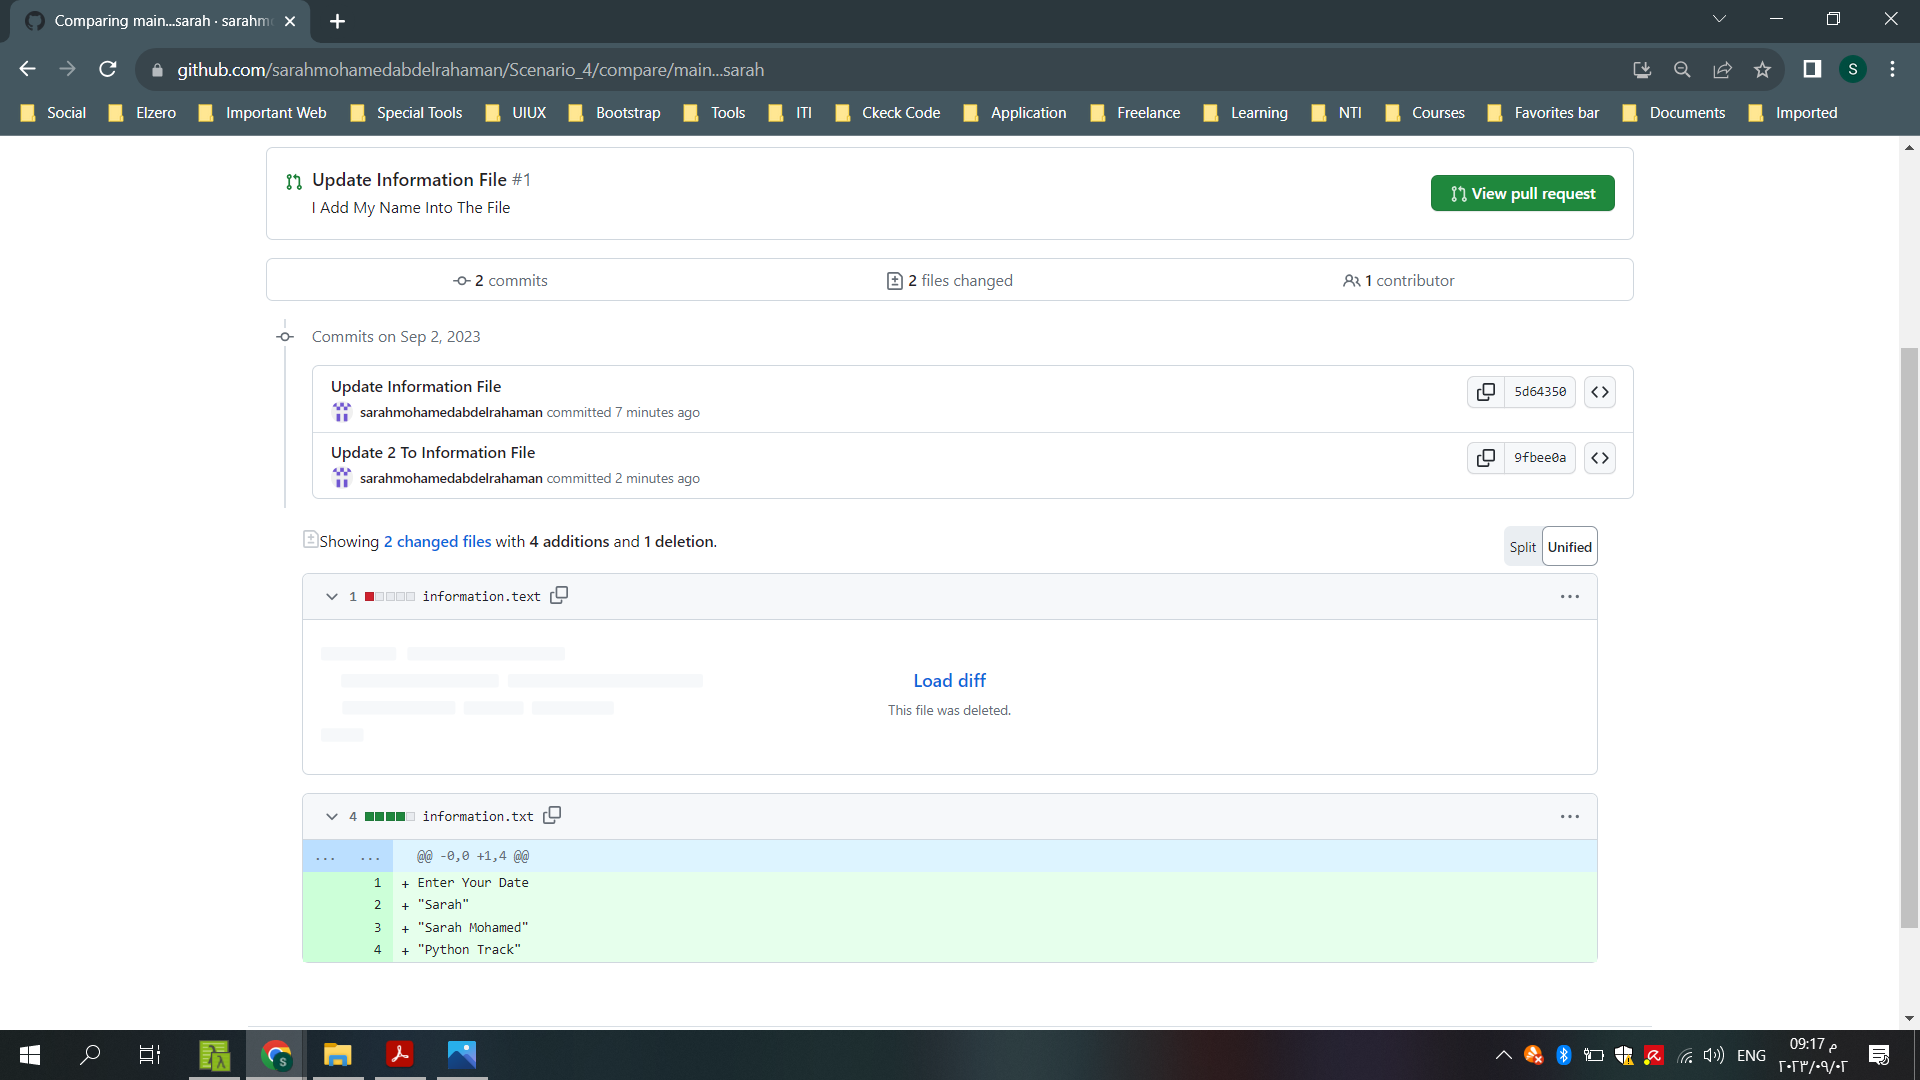 Comparing main...sarah · sarahmo
github.com/sarahmohamedabdelrahaman/Scenario_4/compare/main...sarah
S
Social Elzero Important Web Special Tools UIUX Bootstrap Tools ITI Ckeck Code Application Freelance Learning NTI Courses Favorites bar Documents Imported
Update Information File #1
I Add My Name Into The File
View pull request
2 commits 2 files changed 1 contributor
Commits on Sep 2, 2023
Update Information File
sarahmohamedabdelrahaman committed 7 minutes ago
5d64350
Update 2 To Information File
sarahmohamedabdelrahaman committed 2 minutes ago
9fbee0a
Showing 2 changed files with 4 additions and 1 deletion.
Split Unified
1 information.text
Load diff
This file was deleted.
4 information.txt
... ... @@ -0,0 +1,4 @@
1 + Enter Your Date
2 + "Sarah"
3 + "Sarah Mohamed"
4 + "Python Track"
ENG
09:17 م
٢٠٢٣/٠٩/٠٢